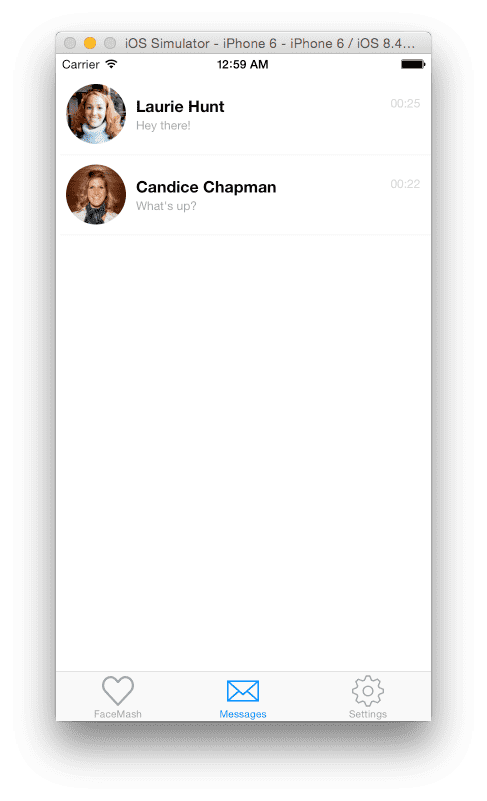 iOS Simulator - iPhone 6 - iPhone 6 / iOS 8.4…
Carrier 12:59 AM
Laurie Hunt 00:25
Hey there!
Candice Chapman 00:22
What's up?
FaceMash Messages Settings